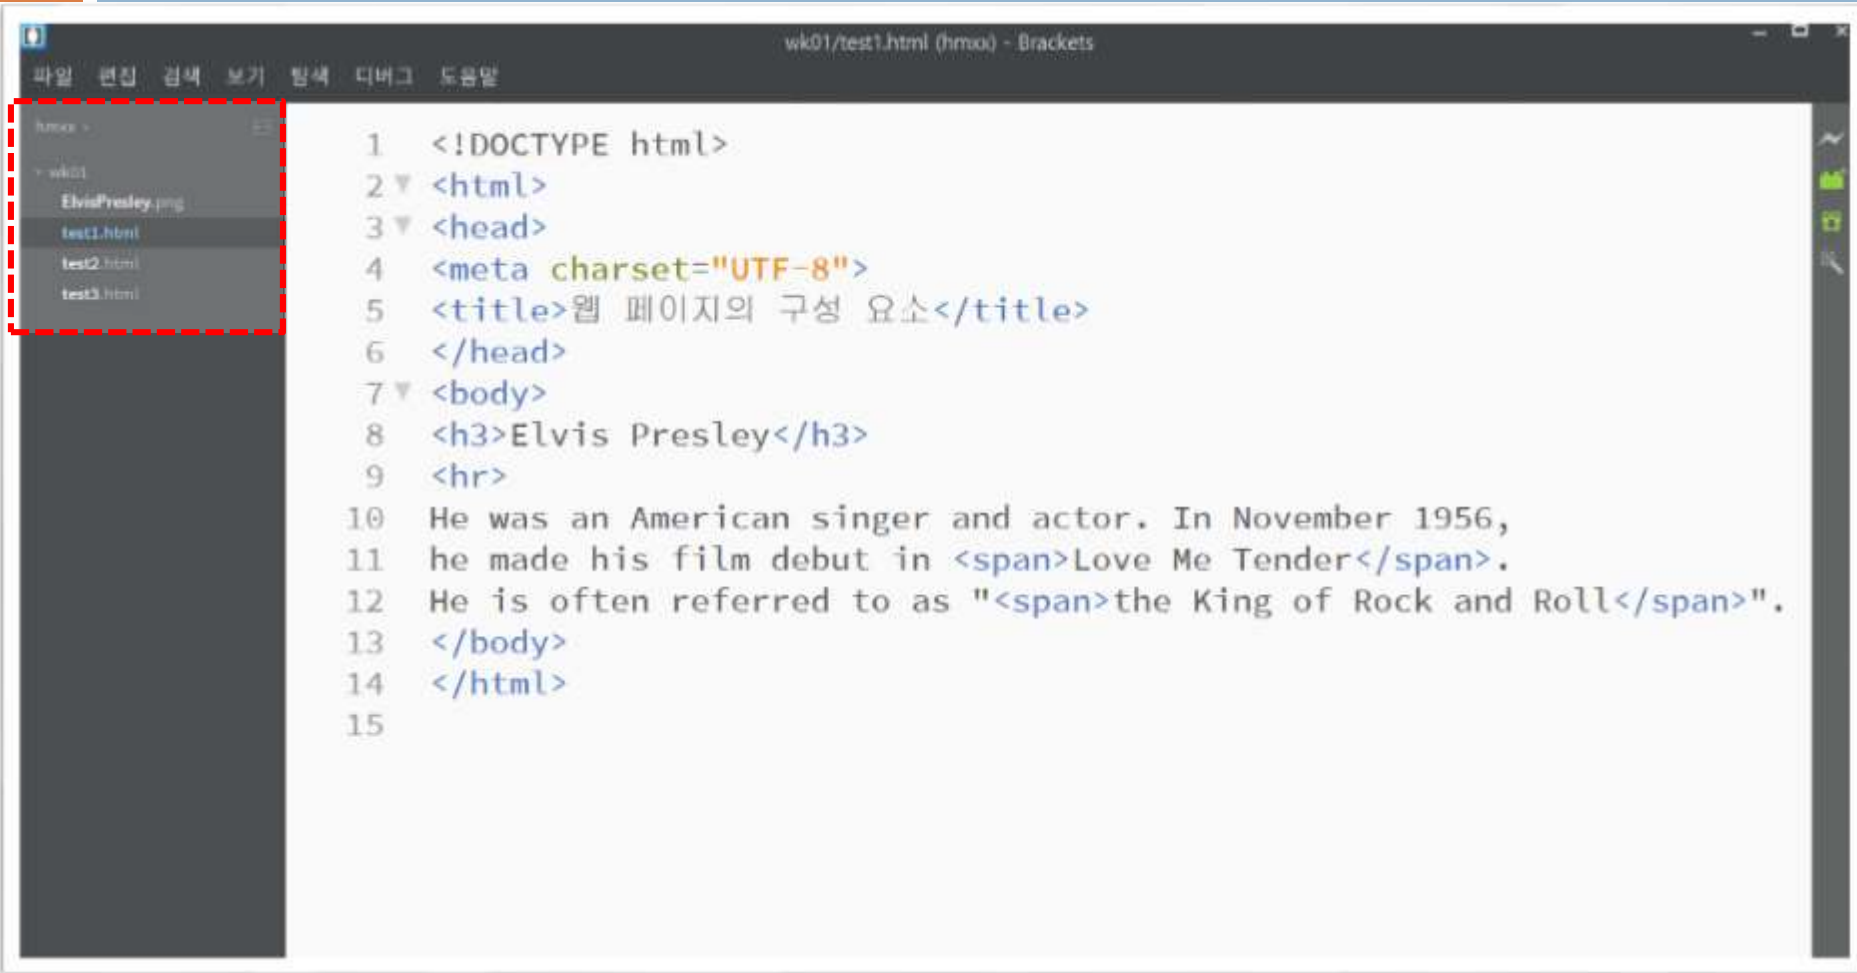 wk01/test1.html (hmxx) - Brackets
파일 편집 검색 보기 탐색 디버그 도움말
hmxx
wk01
ElvisPresley.png
test1.html
test2.html
test3.html
1 <!DOCTYPE html>
2 <html>
3 <head>
4 <meta charset="UTF-8">
5 <title>웹 페이지의 구성 요소</title>
6 </head>
7 <body>
8 <h3>Elvis Presley</h3>
9 <hr>
10 He was an American singer and actor. In November 1956,
11 he made his film debut in <span>Love Me Tender</span>.
12 He is often referred to as "<span>the King of Rock and Roll</span>".
13 </body>
14 </html>
15